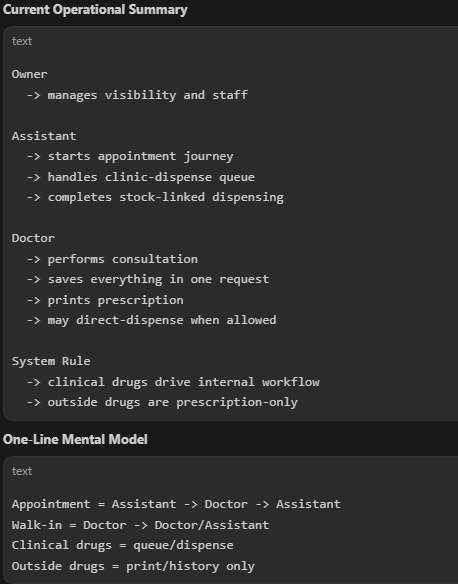 Current Operational Summary
text
Owner
-> manages visibility and staff
Assistant
-> starts appointment journey
-> handles clinic-dispense queue
-> completes stock-linked dispensing
Doctor
-> performs consultation
-> saves everything in one request
-> prints prescription
-> may direct-dispense when allowed
System Rule
-> clinical drugs drive internal workflow
-> outside drugs are prescription-only
One-Line Mental Model
text
Appointment = Assistant -> Doctor -> Assistant
Walk-in = Doctor -> Doctor/Assistant
Clinical drugs = queue/dispense
Outside drugs = print/history only